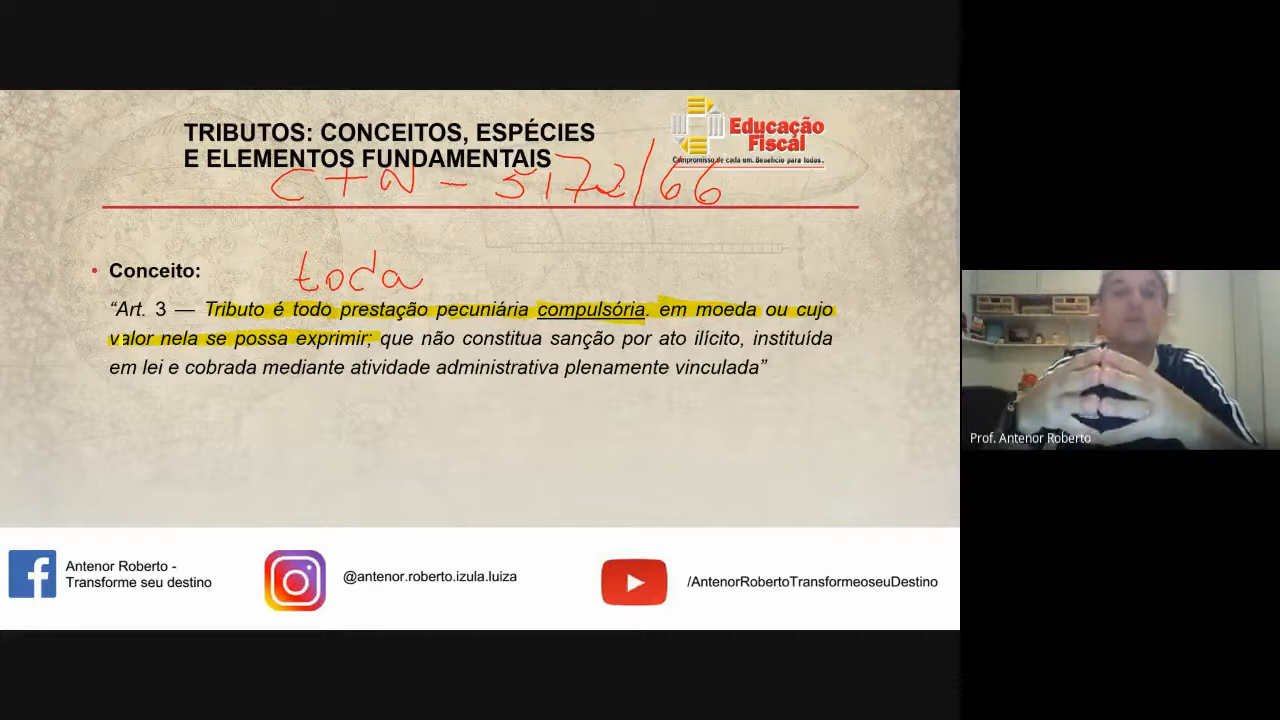 TRIBUTOS: CONCEITOS, ESPÉCIES
E ELEMENTOS FUNDAMENTAIS
Educação
Fiscal
Compromisso de cada um. Benefício para todos.
CTN - 5172/66
• Conceito:
toda
“Art. 3 — Tributo é todo prestação pecuniária compulsória. em moeda ou cujo
valor nela se possa exprimir; que não constitua sanção por ato ilícito, instituída
em lei e cobrada mediante atividade administrativa plenamente vinculada”
Prof. Antenor Roberto
Antenor Roberto -
Transforme seu destino
@antenor.roberto.izula.luiza
/AntenorRobertoTransformeoseuDestino